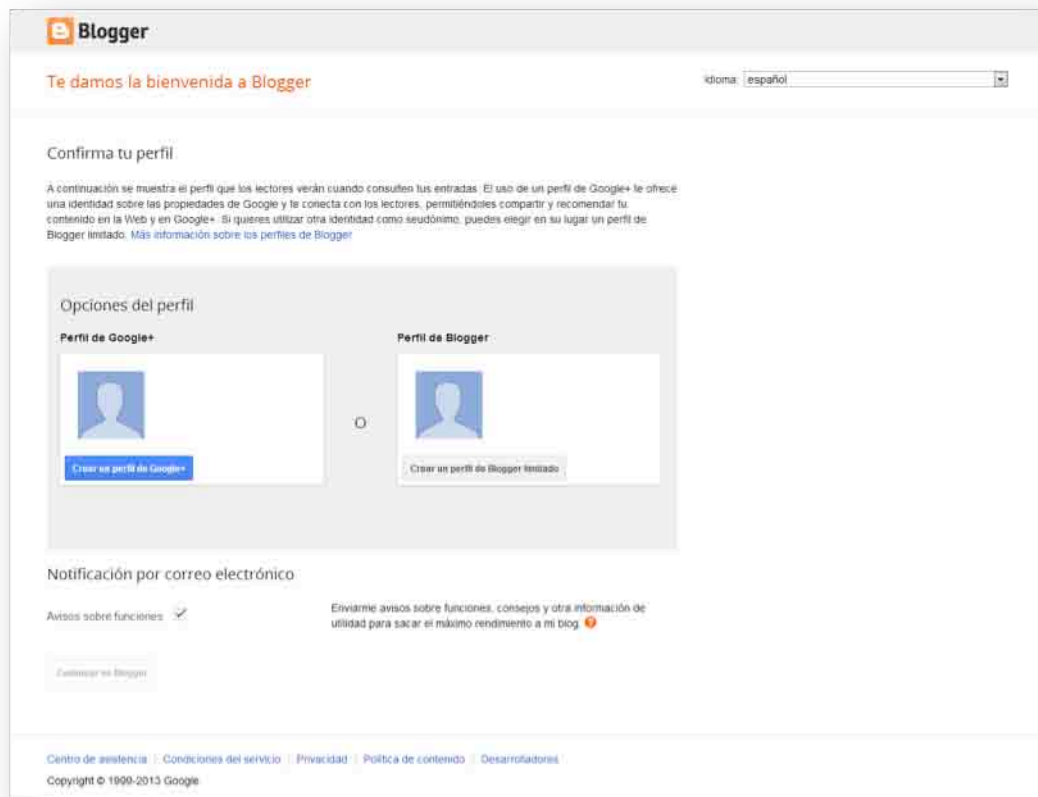 Blogger
Te damos la bienvenida a Blogger
Idioma: español
Confirma tu perfil
A continuación se muestra el perfil que los lectores verán cuando consulten tus entradas. El uso de un perfil de Google+ te ofrece
una identidad sobre las propiedades de Google y te conecta con los lectores, permitiéndoles compartir y recomendar tu
contenido en la Web y en Google+. Si quieres utilizar otra identidad como seudónimo, puedes elegir en su lugar un perfil de
Blogger limitado. Más información sobre los perfiles de Blogger
Opciones del perfil
Perfil de Google+
Perfil de Blogger
O
Crear un perfil de Google+
Crear un perfil de Blogger limitado
Notificación por correo electrónico
Avisos sobre funciones
Enviarme avisos sobre funciones, consejos y otra información de
utilidad para sacar el máximo rendimiento a mi blog. ?
Continuar en Blogger
Centro de asistencia | Condiciones del servicio | Privacidad | Política de contenido | Desarrolladores
Copyright © 1999-2013 Google